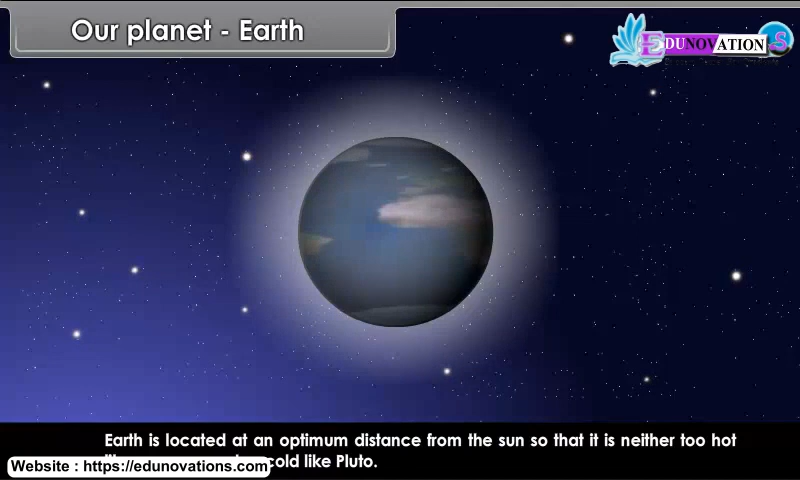 Our planet - Earth
EDUNOVATION.S
Earth is located at an optimum distance from the sun so that it is neither too hot
cold like Pluto.
Website : https://edunovations.com